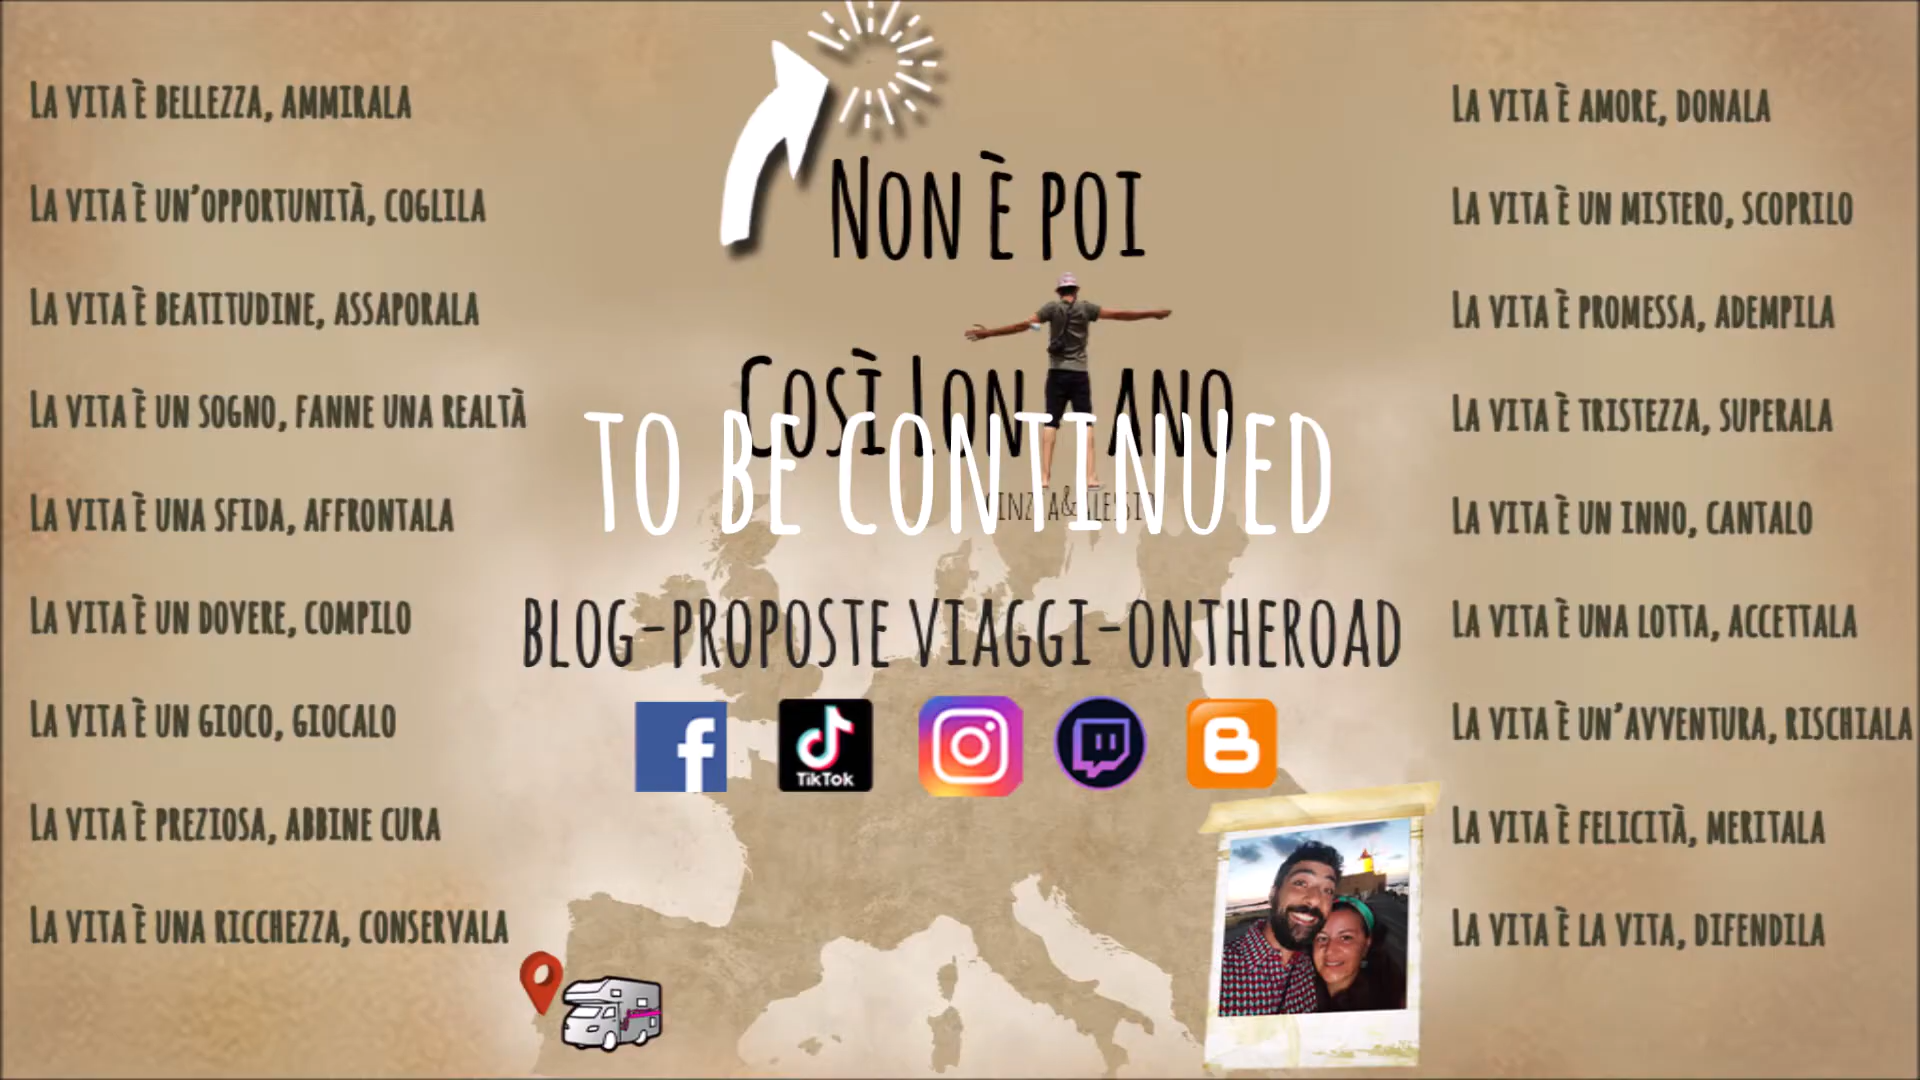 La vita è bellezza, ammirala
La vita è un'opportunità, coglila
La vita è beatitudine, assaporala
La vita è un sogno, fanne una realtà
La vita è una sfida, affrontala
La vita è un dovere, compilo
La vita è un gioco, giocalo
La vita è preziosa, abbine cura
La vita è una ricchezza, conservala
Non è poi
Così Lontano
TO BE CONTINUED
Cinzia&Alessio
BLOG-PROPOSTE VIAGGI-ONTHEROAD
TikTok
La vita è amore, donala
La vita è un mistero, scoprilo
La vita è promessa, adempila
La vita è tristezza, superala
La vita è un inno, cantalo
La vita è una lotta, accettala
La vita è un'avventura, rischiala
La vita è felicità, meritala
La vita è la vita, difendila